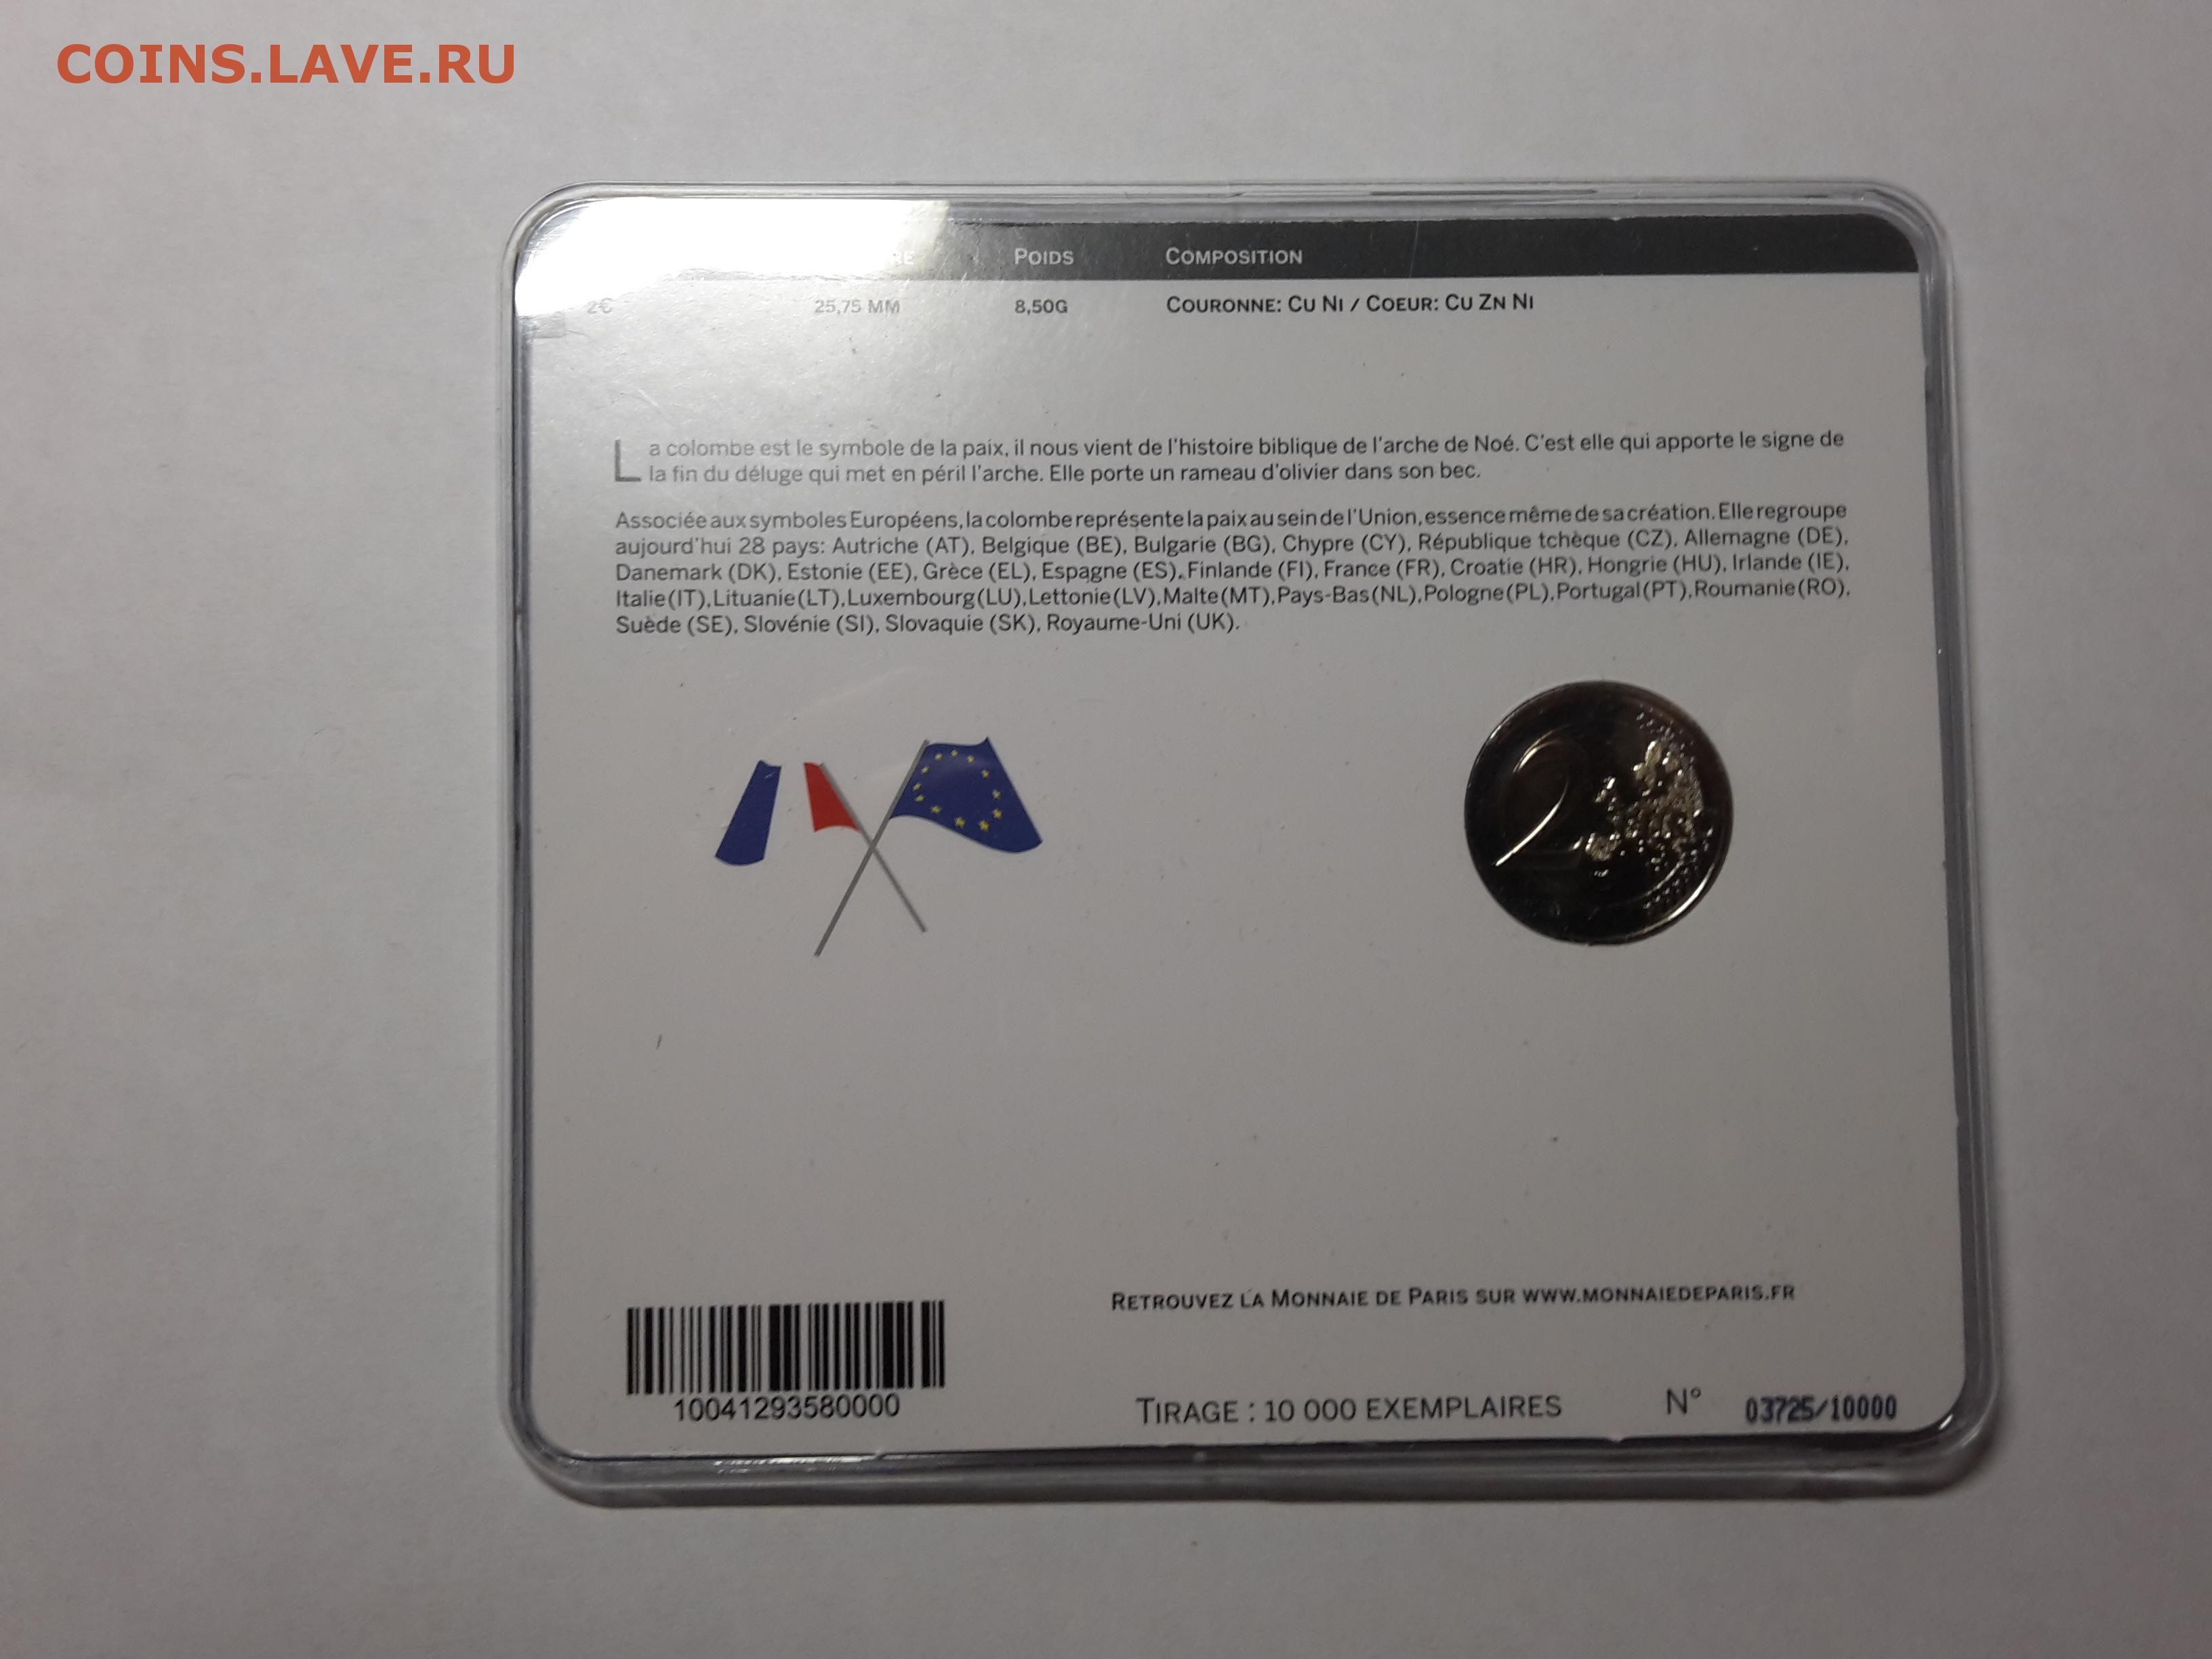 COINS.LAVE.RU
POIDS COMPOSITION
2€ 25,75 MM 8,50G COURONNE: CU NI / COEUR: CU ZN NI
La colombe est le symbole de la paix, il nous vient de l'histoire biblique de l'arche de Noé. C'est elle qui apporte le signe de
la fin du déluge qui met en péril l'arche. Elle porte un rameau d'olivier dans son bec.
Associée aux symboles Européens, la colombe représente la paix au sein de l'Union, essence même de sa création. Elle regroupe
aujourd'hui 28 pays: Autriche (AT), Belgique (BE), Bulgarie (BG), Chypre (CY), République tchèque (CZ), Allemagne (DE),
Danemark (DK), Estonie (EE), Grèce (EL), Espagne (ES), Finlande (FI), France (FR), Croatie (HR), Hongrie (HU), Irlande (IE),
Italie (IT), Lituanie (LT), Luxembourg (LU), Lettonie (LV), Malte (MT), Pays-Bas (NL), Pologne (PL), Portugal (PT), Roumanie (RO),
Suède (SE), Slovénie (SI), Slovaquie (SK), Royaume-Uni (UK).
2
RETROUVEZ LA MONNAIE DE PARIS SUR WWW.MONNAIEDEPARIS.FR
10041293580000
TIRAGE : 10 000 EXEMPLAIRES N° 03725/10000